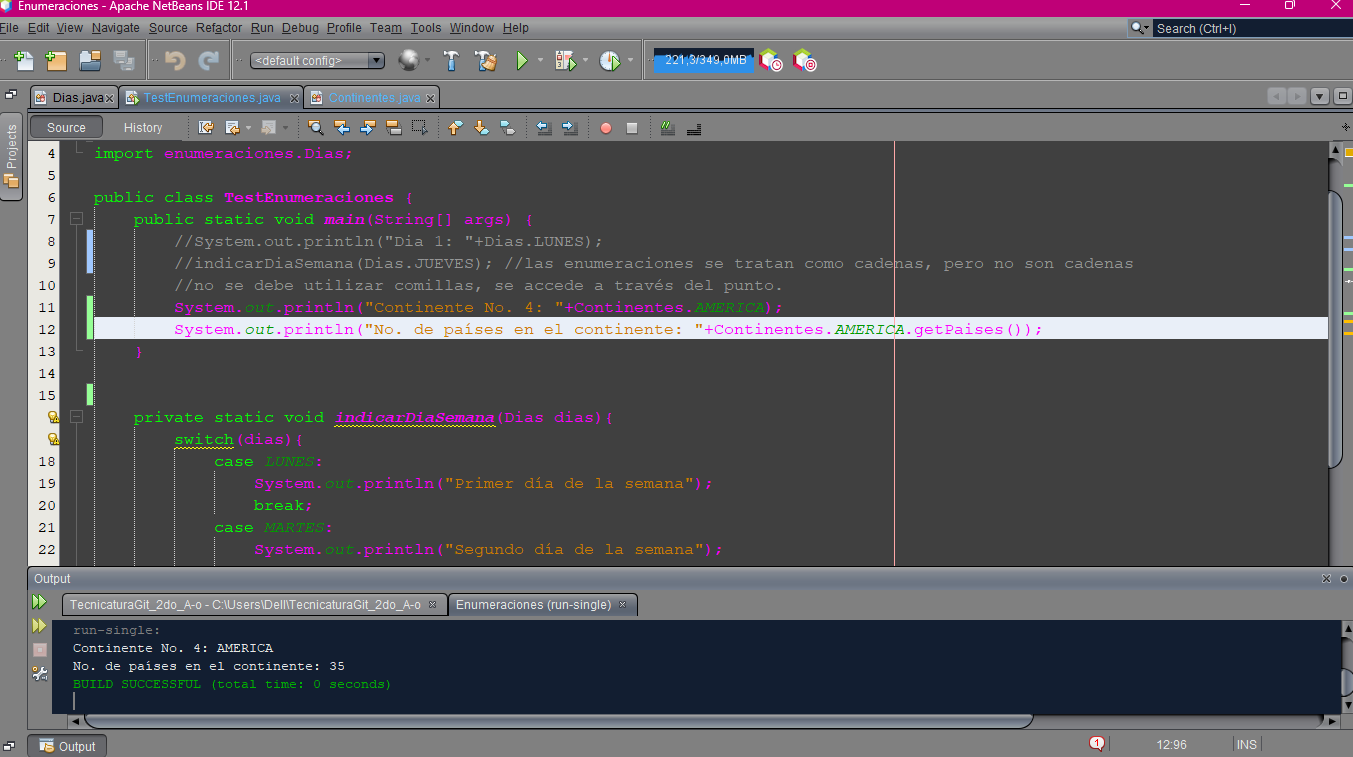 Enumeraciones - Apache NetBeans IDE 12.1
File Edit View Navigate Source Refactor Run Debug Profile Team Tools Window Help
Search (Ctrl+I)
<default config>
221,3/349,0MB
Dias.java
TestEnumeraciones.java
Continentes.java
Projects
Source History
4 import enumeraciones.Dias;
5
6 public class TestEnumeraciones {
7 public static void main(String[] args) {
8 //System.out.println("Dia 1: "+Dias.LUNES);
9 //indicarDiaSemana(Dias.JUEVES); //las enumeraciones se tratan como cadenas, pero no son cadenas
10 //no se debe utilizar comillas, se accede a través del punto.
11 System.out.println("Continente No. 4: "+Continentes.AMERICA);
12 System.out.println("No. de países en el continente: "+Continentes.AMERICA.getPaises());
13 }
14
15
private static void indicarDiaSemana(Dias dias){
switch(dias){
18 case LUNES:
19 System.out.println("Primer día de la semana");
20 break;
21 case MARTES:
22 System.out.println("Segundo día de la semana");
Output
TecnicaturaGit_2do_A-o - C:\Users\Dell\TecnicaturaGit_2do_A-o
Enumeraciones (run-single)
run-single:
Continente No. 4: AMERICA
No. de países en el continente: 35
BUILD SUCCESSFUL (total time: 0 seconds)
Output
1
12:96
INS